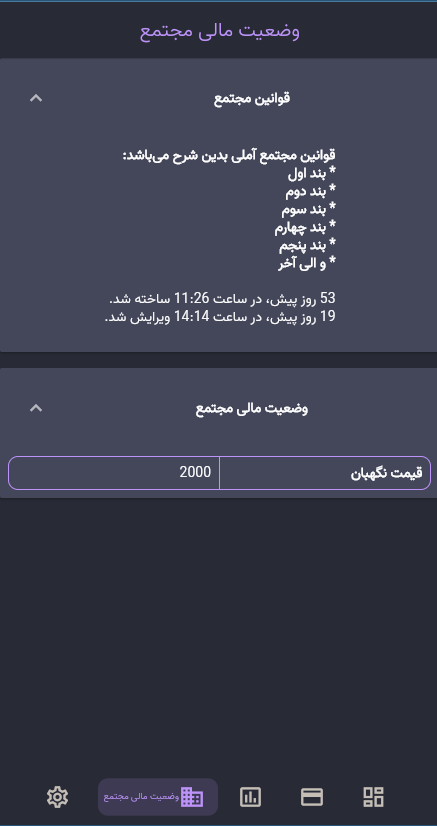 وضعیت مالی مجتمع
قوانین مجتمع
قوانین مجتمع آملی بدین شرح می‌باشد:
* بند اول
* بند دوم
* بند سوم
* بند چهارم
* بند پنجم
* و الی آخر
53 روز پیش، در ساعت 11:26 ساخته شد.
19 روز پیش، در ساعت 14:14 ویرایش شد.
وضعیت مالی مجتمع
قیمت نگهبان 2000
وضعیت مالی مجتمع